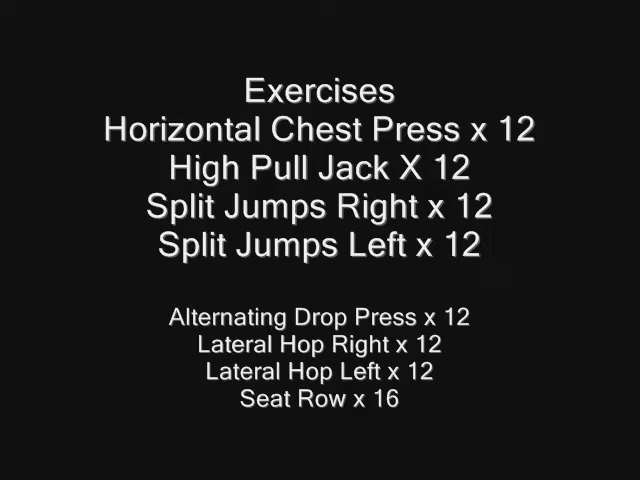 Exercises
Horizontal Chest Press x 12
High Pull Jack X 12
Split Jumps Right x 12
Split Jumps Left x 12
Alternating Drop Press x 12
Lateral Hop Right x 12
Lateral Hop Left x 12
Seat Row x 16